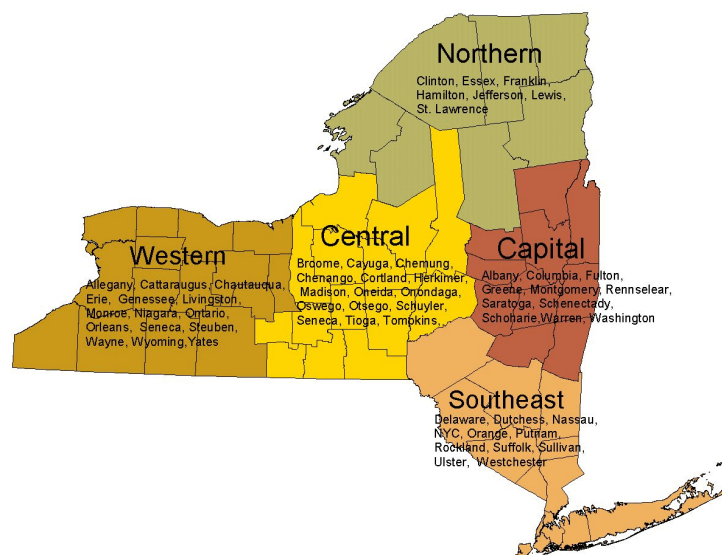 Northern
Clinton, Essex, Franklin,
Hamilton, Jefferson, Lewis,
St. Lawrence
Western
Allegany, Cattaraugus, Chautauqua,
Erie, Genessee, Livingston,
Monroe, Niagara, Ontario,
Orleans, Seneca, Steuben,
Wayne, Wyoming,Yates
Central
Broome, Cayuga, Chemung,
Chenango, Cortland, Herkimer,
Madison, Oneida, Onondaga,
Oswego, Otsego, Schuyler,
Seneca, Tioga, Tompkins,
Capital
Albany, Columbia, Fulton,
Greene, Montgomery, Rennselear,
Saratoga, Schenectady,
Schoharie,Warren, Washington
Southeast
Delaware, Dutchess, Nassau,
NYC, Orange, Putnam,
Rockland, Suffolk, Sullivan,
Ulster, Westchester